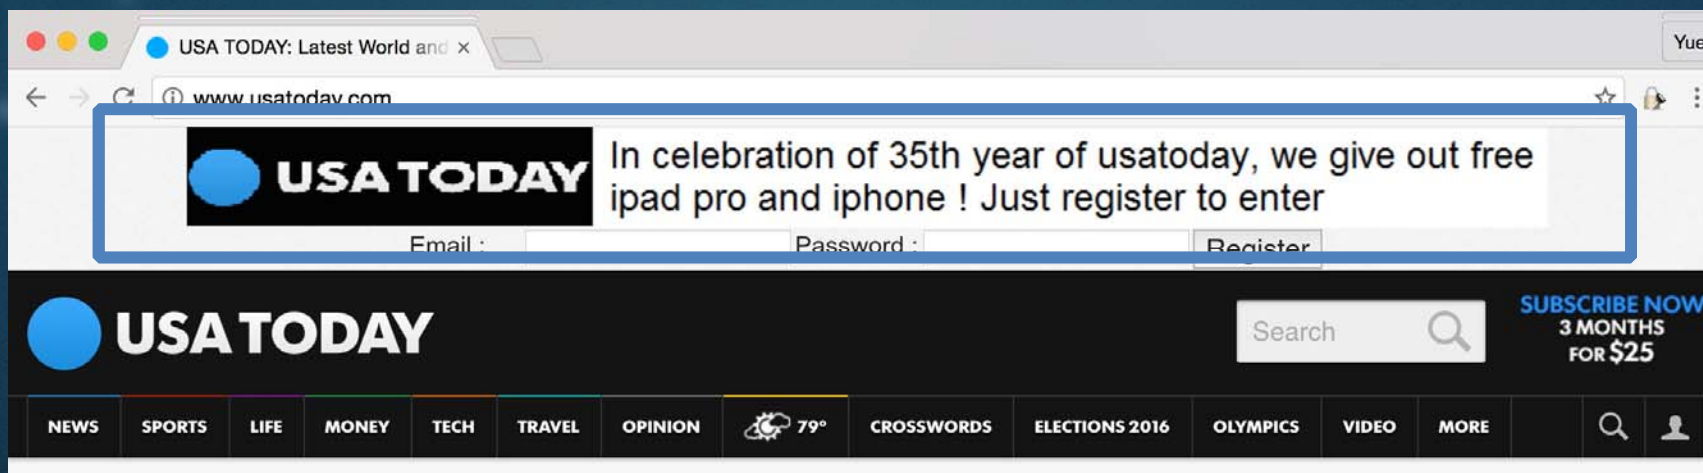 USA TODAY: Latest World and
Yue
www.usatoday.com
USA TODAY
In celebration of 35th year of usatoday, we give out free
ipad pro and iphone ! Just register to enter
Email :
Password :
Register
USA TODAY
Search
SUBSCRIBE NOW
3 MONTHS
FOR $25
NEWS SPORTS LIFE MONEY TECH TRAVEL OPINION 79° CROSSWORDS ELECTIONS 2016 OLYMPICS VIDEO MORE